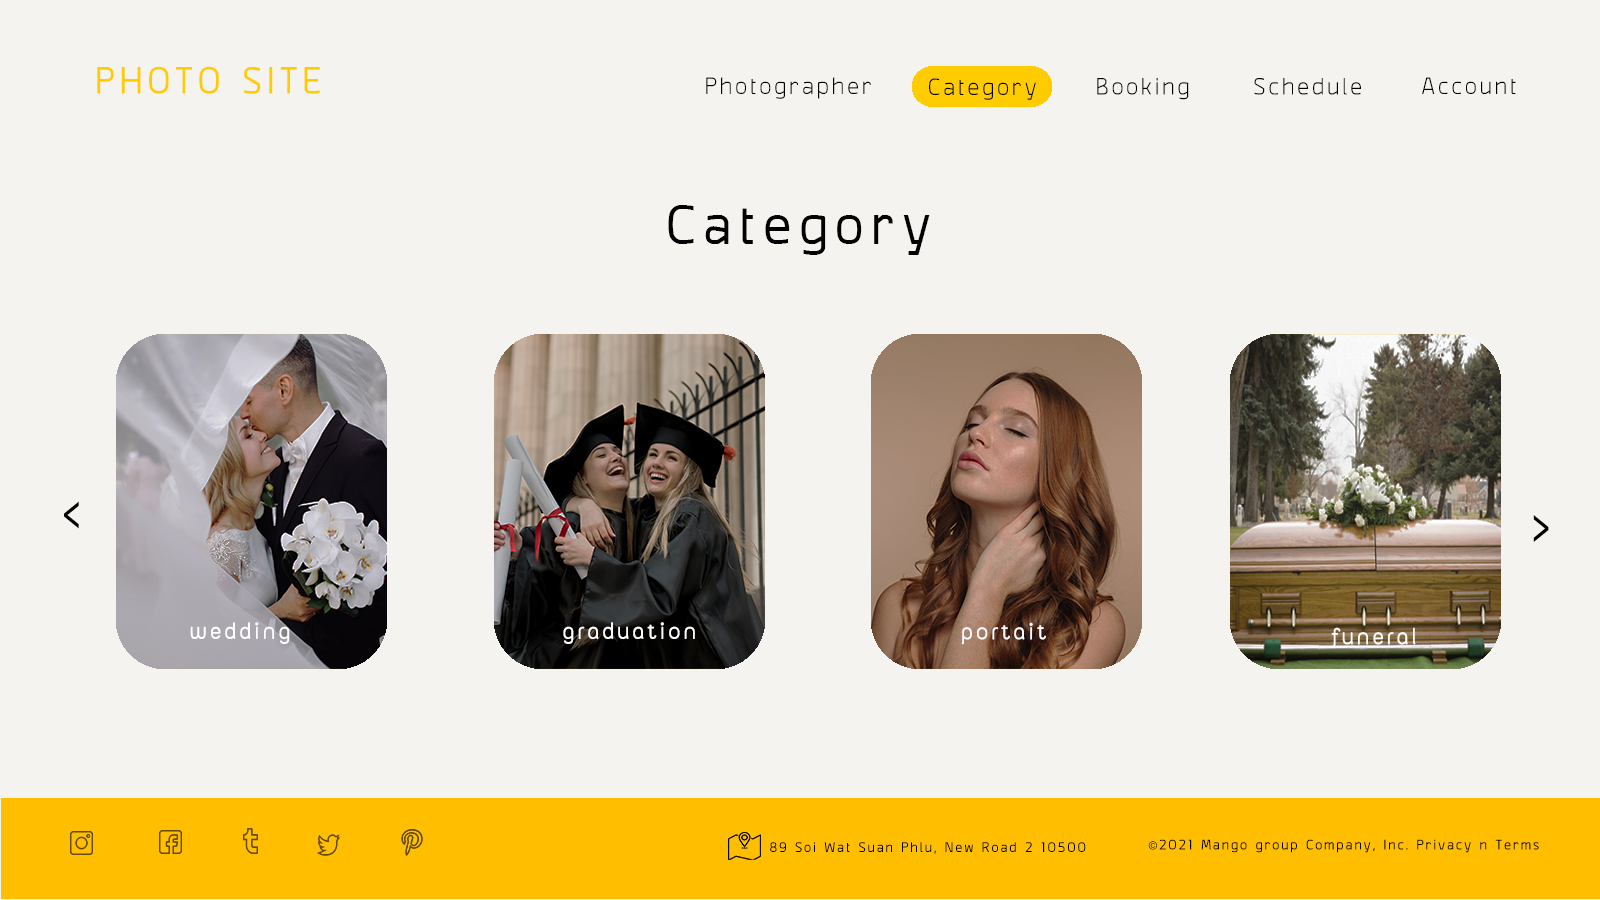 PHOTO SITE
Photographer
Category
Booking
Schedule
Account
Category
<
wedding
graduation
portait
funeral
>
89 Soi Wat Suan Phlu, New Road 2 10500
©2021 Mango group Company, Inc. Privacy n Terms